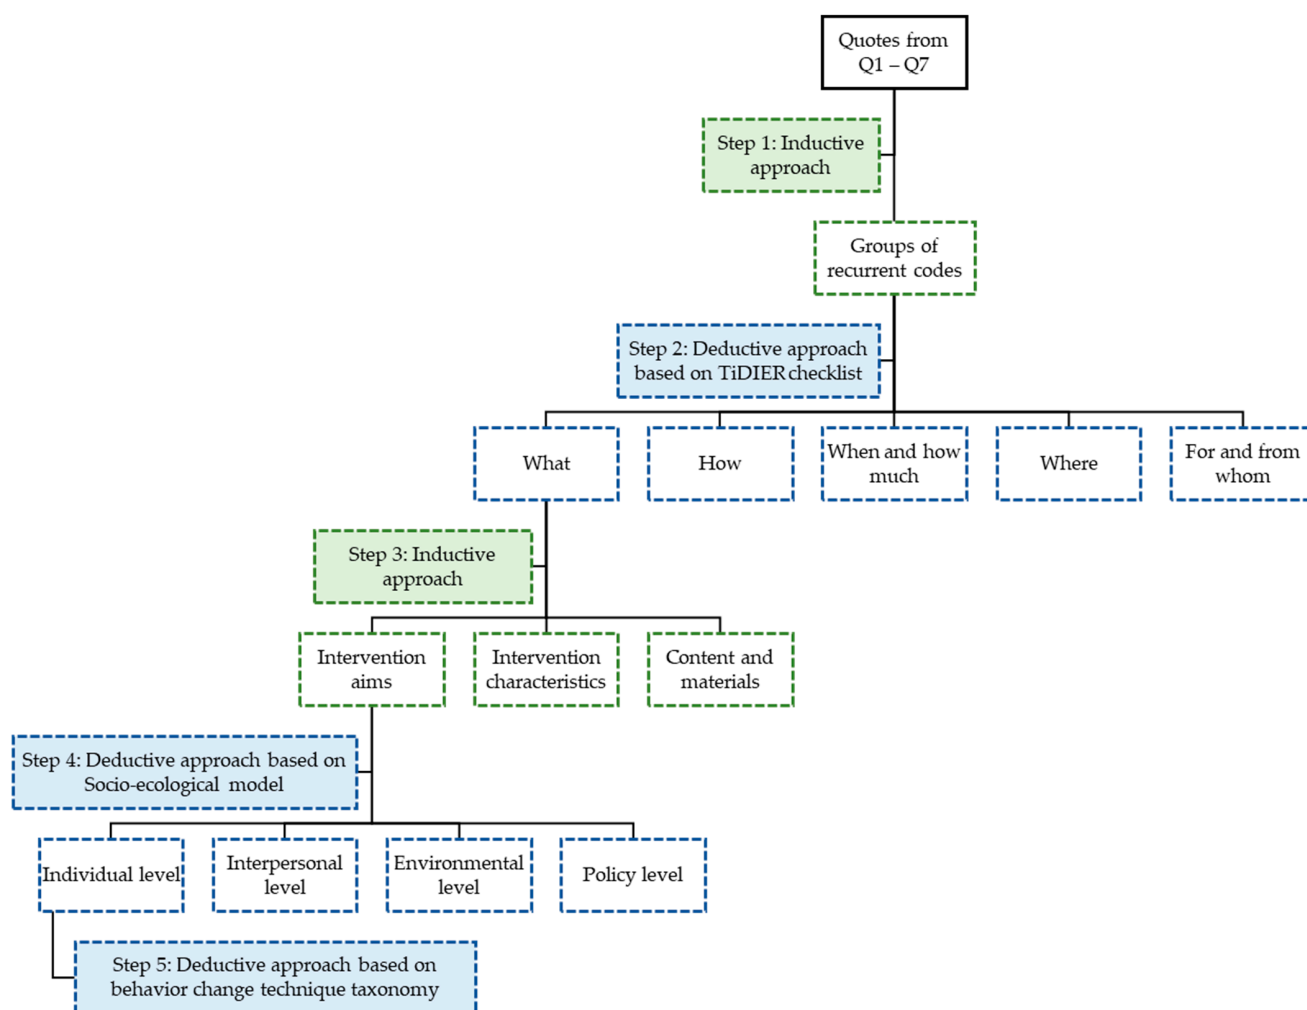 Quotes from
Q1 – Q7
Step 1: Inductive
approach
Groups of
recurrent codes
Step 2: Deductive approach
based on TiDIER checklist
What
How
When and how
much
Where
For and from
whom
Step 3: Inductive
approach
Intervention
aims
Intervention
characteristics
Content and
materials
Step 4: Deductive approach based on
Socio-ecological model
Individual level
Interpersonal
level
Environmental
level
Policy level
Step 5: Deductive approach based on
behavior change technique taxonomy